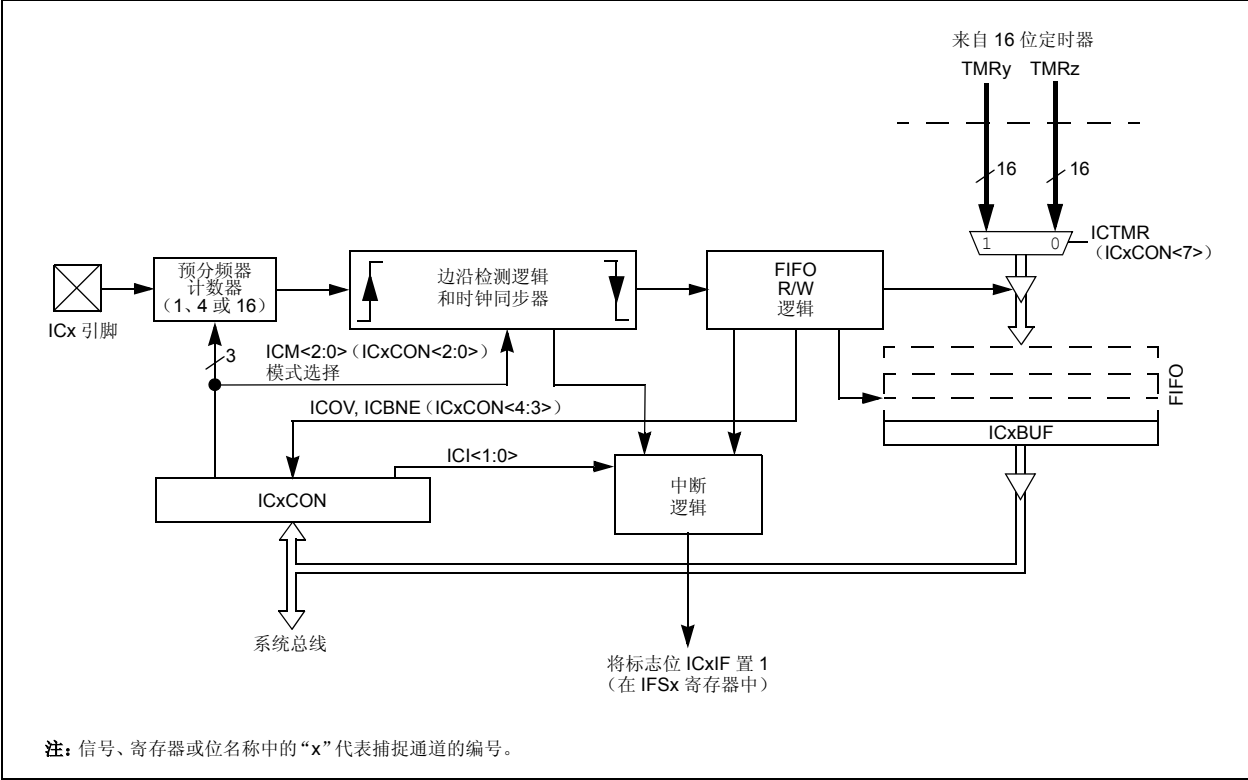 来自 16 位定时器
TMRy TMRz
16 16
1 0
ICTMR
（ICxCON<7>）
ICx 引脚
预分频器
计数器
（1、4 或 16）
边沿检测逻辑
和时钟同步器
FIFO
R/W
逻辑
3
ICM<2:0>（ICxCON<2:0>）
模式选择
FIFO
ICOV, ICBNE（ICxCON<4:3>）
ICxBUF
ICI<1:0>
ICxCON
中断
逻辑
系统总线
将标志位 ICxIF 置 1
（在 IFSx 寄存器中）
注: 信号、寄存器或位名称中的“x”代表捕捉通道的编号。